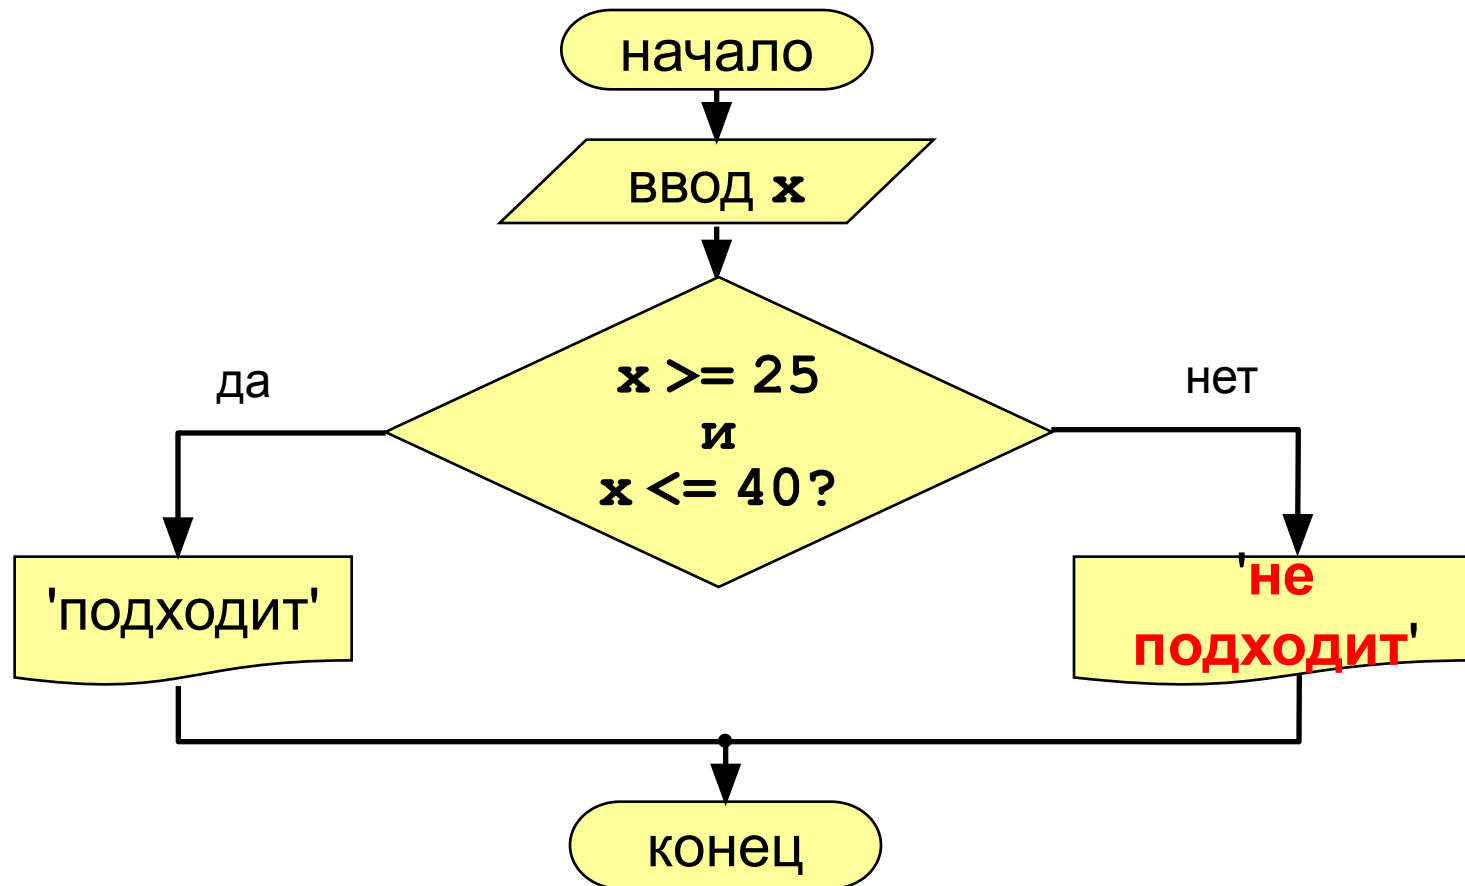 начало
ввод x
x >= 25
и
x <= 40?
да
нет
'подходит'
'не
подходит'
конец